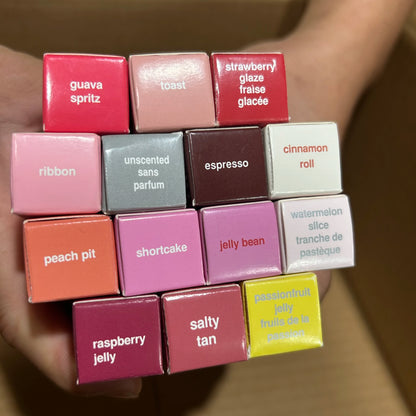 guava
spritz
toast
strawberry
glaze
fraise
glacée
ribbon
unscented
sans
parfum
espresso
cinnamon
roll
peach pit
shortcake
jelly bean
watermelon
slice
tranche de
pastèque
raspberry
jelly
salty
tan
passionfruit
jelly
fruits de la
passion